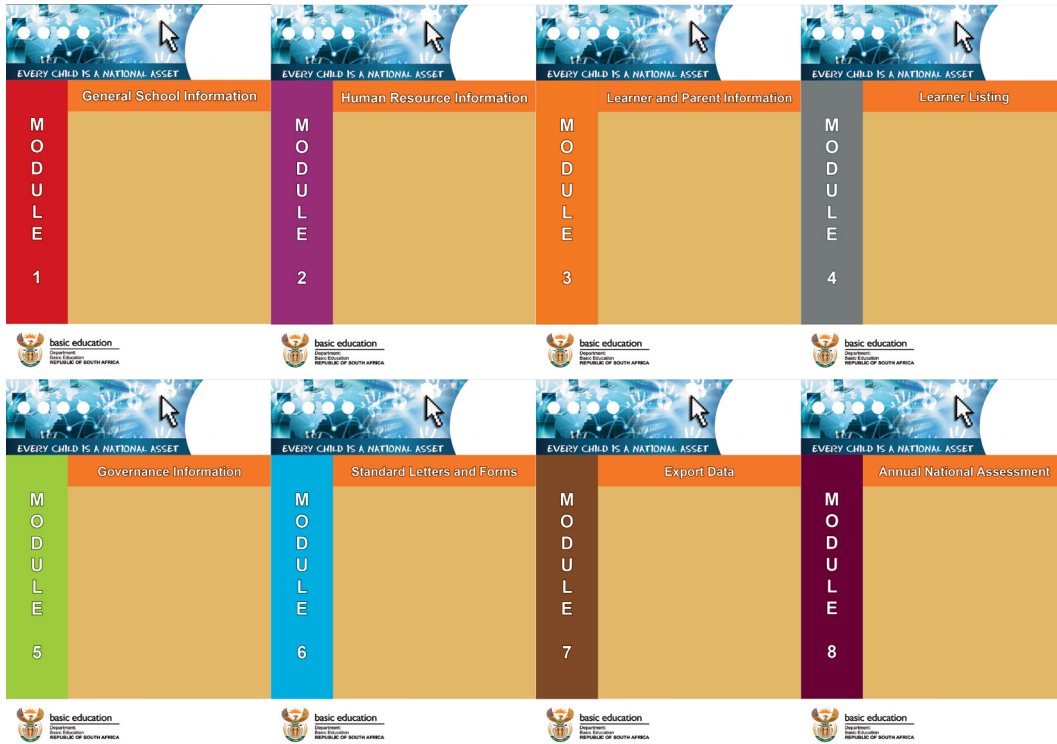 EVERY CHILD IS A NATIONAL ASSET
General School Information
MODULE
1
basic education
Department:
Basic Education
REPUBLIC OF SOUTH AFRICA
EVERY CHILD IS A NATIONAL ASSET
Human Resource Information
MODULE
2
basic education
Department:
Basic Education
REPUBLIC OF SOUTH AFRICA
EVERY CHILD IS A NATIONAL ASSET
Learner and Parent Information
MODULE
3
basic education
Department:
Basic Education
REPUBLIC OF SOUTH AFRICA
EVERY CHILD IS A NATIONAL ASSET
Learner Listing
MODULE
4
basic education
Department:
Basic Education
REPUBLIC OF SOUTH AFRICA
EVERY CHILD IS A NATIONAL ASSET
Governance Information
MODULE
5
basic education
Department:
Basic Education
REPUBLIC OF SOUTH AFRICA
EVERY CHILD IS A NATIONAL ASSET
Standard Letters and Forms
MODULE
6
basic education
Department:
Basic Education
REPUBLIC OF SOUTH AFRICA
EVERY CHILD IS A NATIONAL ASSET
Export Data
MODULE
7
basic education
Department:
Basic Education
REPUBLIC OF SOUTH AFRICA
EVERY CHILD IS A NATIONAL ASSET
Annual National Assessment
MODULE
8
basic education
Department:
Basic Education
REPUBLIC OF SOUTH AFRICA